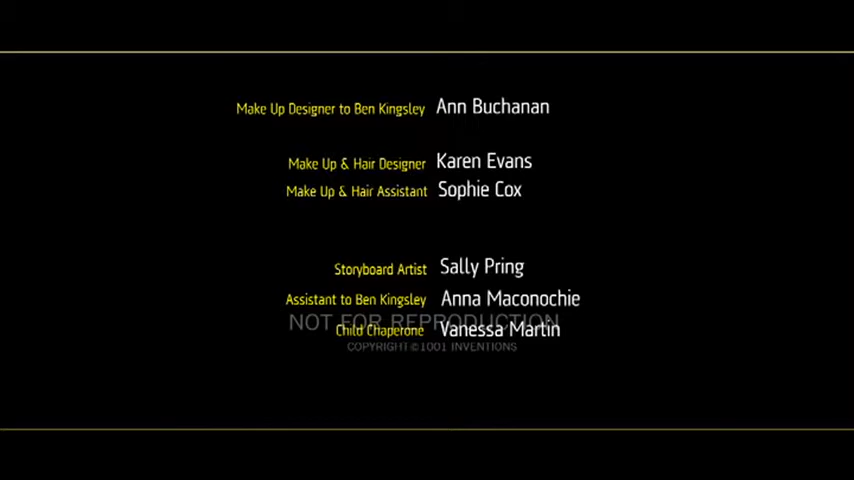 Make Up Designer to Ben Kingsley Ann Buchanan
Make Up & Hair Designer Karen Evans
Make Up & Hair Assistant Sophie Cox
Storyboard Artist Sally Pring
Assistant to Ben Kingsley Anna Maconochie
NOT FOR REPRODUCTION
Child Chaperone Vanessa Martin
COPYRIGHT ©1001 INVENTIONS